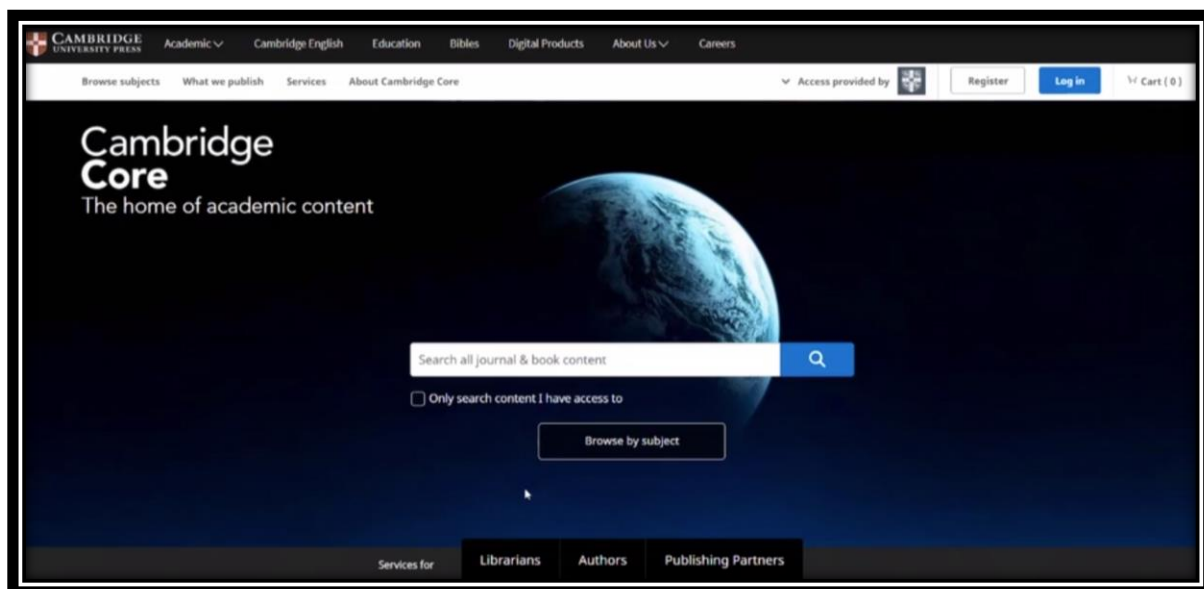 CAMBRIDGE
UNIVERSITY PRESS
Academic Cambridge English Education Bibles Digital Products About Us Careers
Browse subjects What we publish Services About Cambridge Core Access provided by Register Log in Cart ( 0 )
Cambridge
Core
The home of academic content
Search all journal & book content
Only search content I have access to
Browse by subject
Services for Librarians Authors Publishing Partners